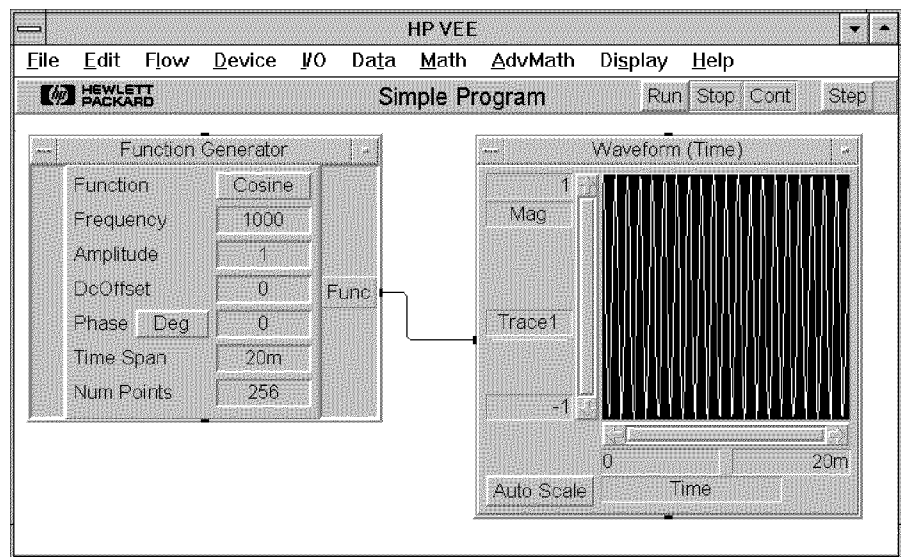 HP VEE
File Edit Flow Device I/O Data Math AdvMath Display Help
hp HEWLETT PACKARD Simple Program Run Stop Cont Step
Function Generator
Function Cosine
Frequency 1000
Amplitude 1
DcOffset 0
Phase Deg 0
Time Span 20m
Num Points 256
Func
Waveform (Time)
1
Mag
Trace1
-1
0 20m
Auto Scale Time